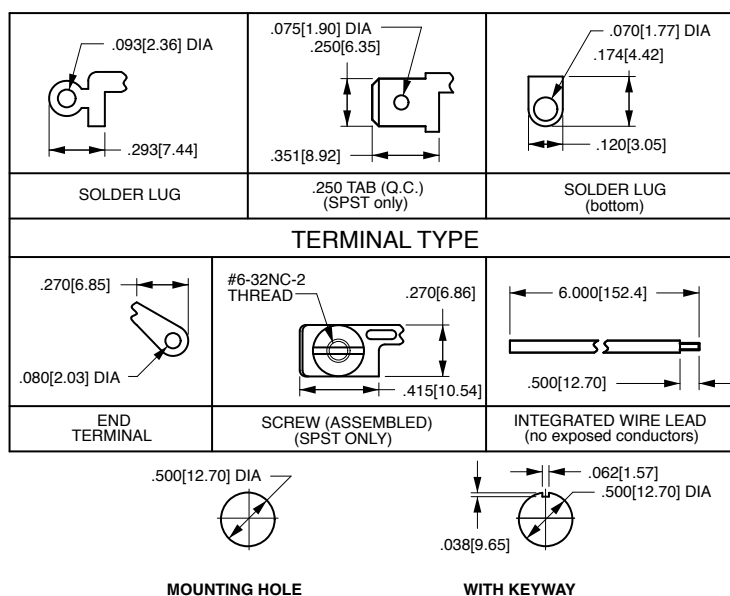 .093[2.36] DIA
.293[7.44]
SOLDER LUG
.075[1.90] DIA
.250[6.35]
.351[8.92]
.250 TAB (Q.C.)
(SPST only)
.070[1.77] DIA
.174[4.42]
.120[3.05]
SOLDER LUG
(bottom)
TERMINAL TYPE
.270[6.85]
.080[2.03] DIA
END
TERMINAL
#6-32NC-2
THREAD
.270[6.86]
.415[10.54]
SCREW (ASSEMBLED)
(SPST ONLY)
6.000[152.4]
.500[12.70]
INTEGRATED WIRE LEAD
(no exposed conductors)
.500[12.70] DIA
MOUNTING HOLE
.062[1.57]
.500[12.70] DIA
.038[9.65]
WITH KEYWAY